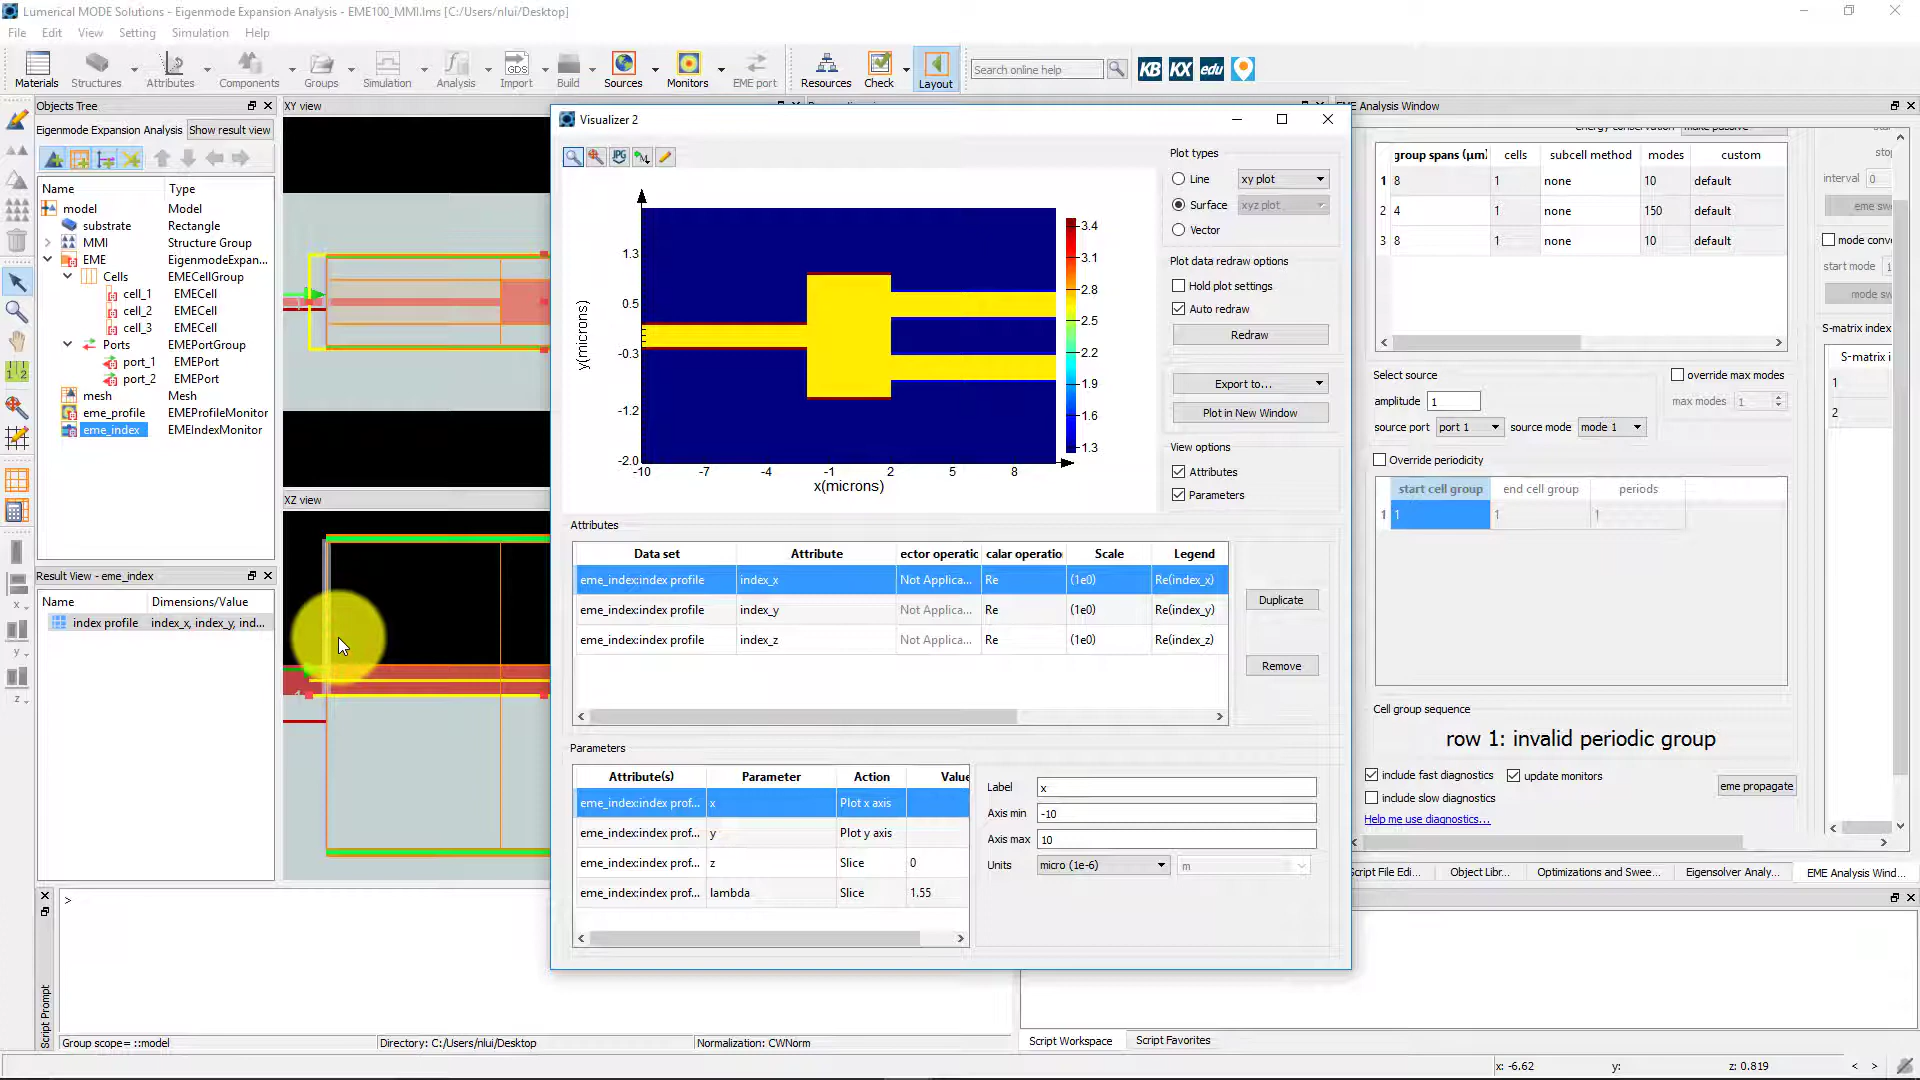 Lumerical MODE Solutions - Eigenmode Expansion Analysis - EME100_MMI.lms [C:/Users/nlui/Desktop]
File Edit View Setting Simulation Help
Materials Structures Attributes Components Groups Simulation Analysis Import Build Sources Monitors EME port Resources Check Layout
GDS
Search online help
KB KX edu
Objects Tree
Eigenmode Expansion Analysis Show result view
Name Type
model Model
substrate Rectangle
MMI Structure Group
EME EigenmodeExpan...
Cells EMECellGroup
cell_1 EMECell
cell_2 EMECell
cell_3 EMECell
Ports EMEPortGroup
port_1 EMEPort
port_2 EMEPort
mesh Mesh
eme_profile EMEProfileMonitor
eme_index EMEIndexMonitor
Result View - eme_index
Name Dimensions/Value
index profile index_x, index_y, ind...
x
y
z
XY view
XZ view
Visualizer 2
JPG
1.3
0.5
-0.3
-1.2
-2.0
y(microns)
-10 -7 -4 -1 2 5 8
x(microns)
3.4
3.1
2.8
2.5
2.2
1.9
1.6
1.3
Plot types
Line xy plot
Surface xyz plot
Vector
Plot data redraw options
Hold plot settings
Auto redraw
Redraw
Export to...
Plot in New Window
View options
Attributes
Parameters
Attributes
Data set Attribute ector operatic calar operatio Scale Legend
eme_index:index profile index_x Not Applica... Re (1e0) Re(index_x)
eme_index:index profile index_y Not Applica... Re (1e0) Re(index_y)
eme_index:index profile index_z Not Applica... Re (1e0) Re(index_z)
Duplicate
Remove
Parameters
Attribute(s) Parameter Action Value
eme_index:index prof... x Plot x axis
eme_index:index prof... y Plot y axis
eme_index:index prof... z Slice 0
eme_index:index prof... lambda Slice 1.55
Label x
Axis min -10
Axis max 10
Units micro (1e-6) m
EME Analysis Window
group spans (µm) cells subcell method modes custom
1 8 1 none 10 default
2 4 1 none 150 default
3 8 1 none 10 default
Select source
amplitude 1
source port port 1 source mode mode 1
override max modes
max modes 1
Override periodicity
start cell group end cell group periods
1 1 1 1
Cell group sequence
row 1: invalid periodic group
include fast diagnostics update monitors
include slow diagnostics
Help me use diagnostics...
eme propagate
interval 0
eme sw
mode conv
start mode
mode sw
S-matrix index
S-matrix i
1
2
cript File Edi... Object Libr... Optimizations and Swee... Eigensolver Analy... EME Analysis Wind...
>
Script Prompt
Group scope= ::model Directory: C:/Users/nlui/Desktop Normalization: CWNorm
Script Workspace Script Favorites
x: -6.62 y: z: 0.819